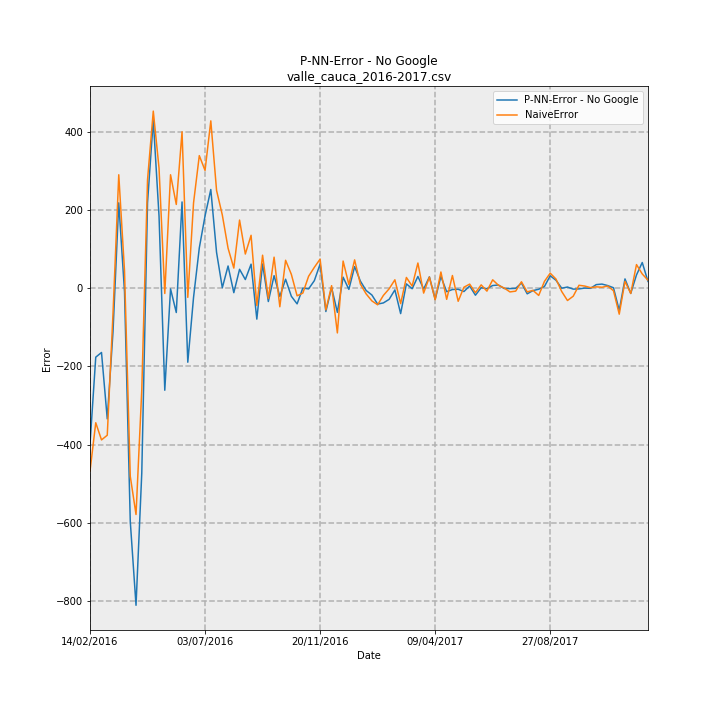 P-NN-Error - No Google
valle_cauca_2016-2017.csv
P-NN-Error - No Google
NaiveError
400
200
0
−200
−400
−600
−800
Error
14/02/2016
03/07/2016
20/11/2016
09/04/2017
27/08/2017
Date